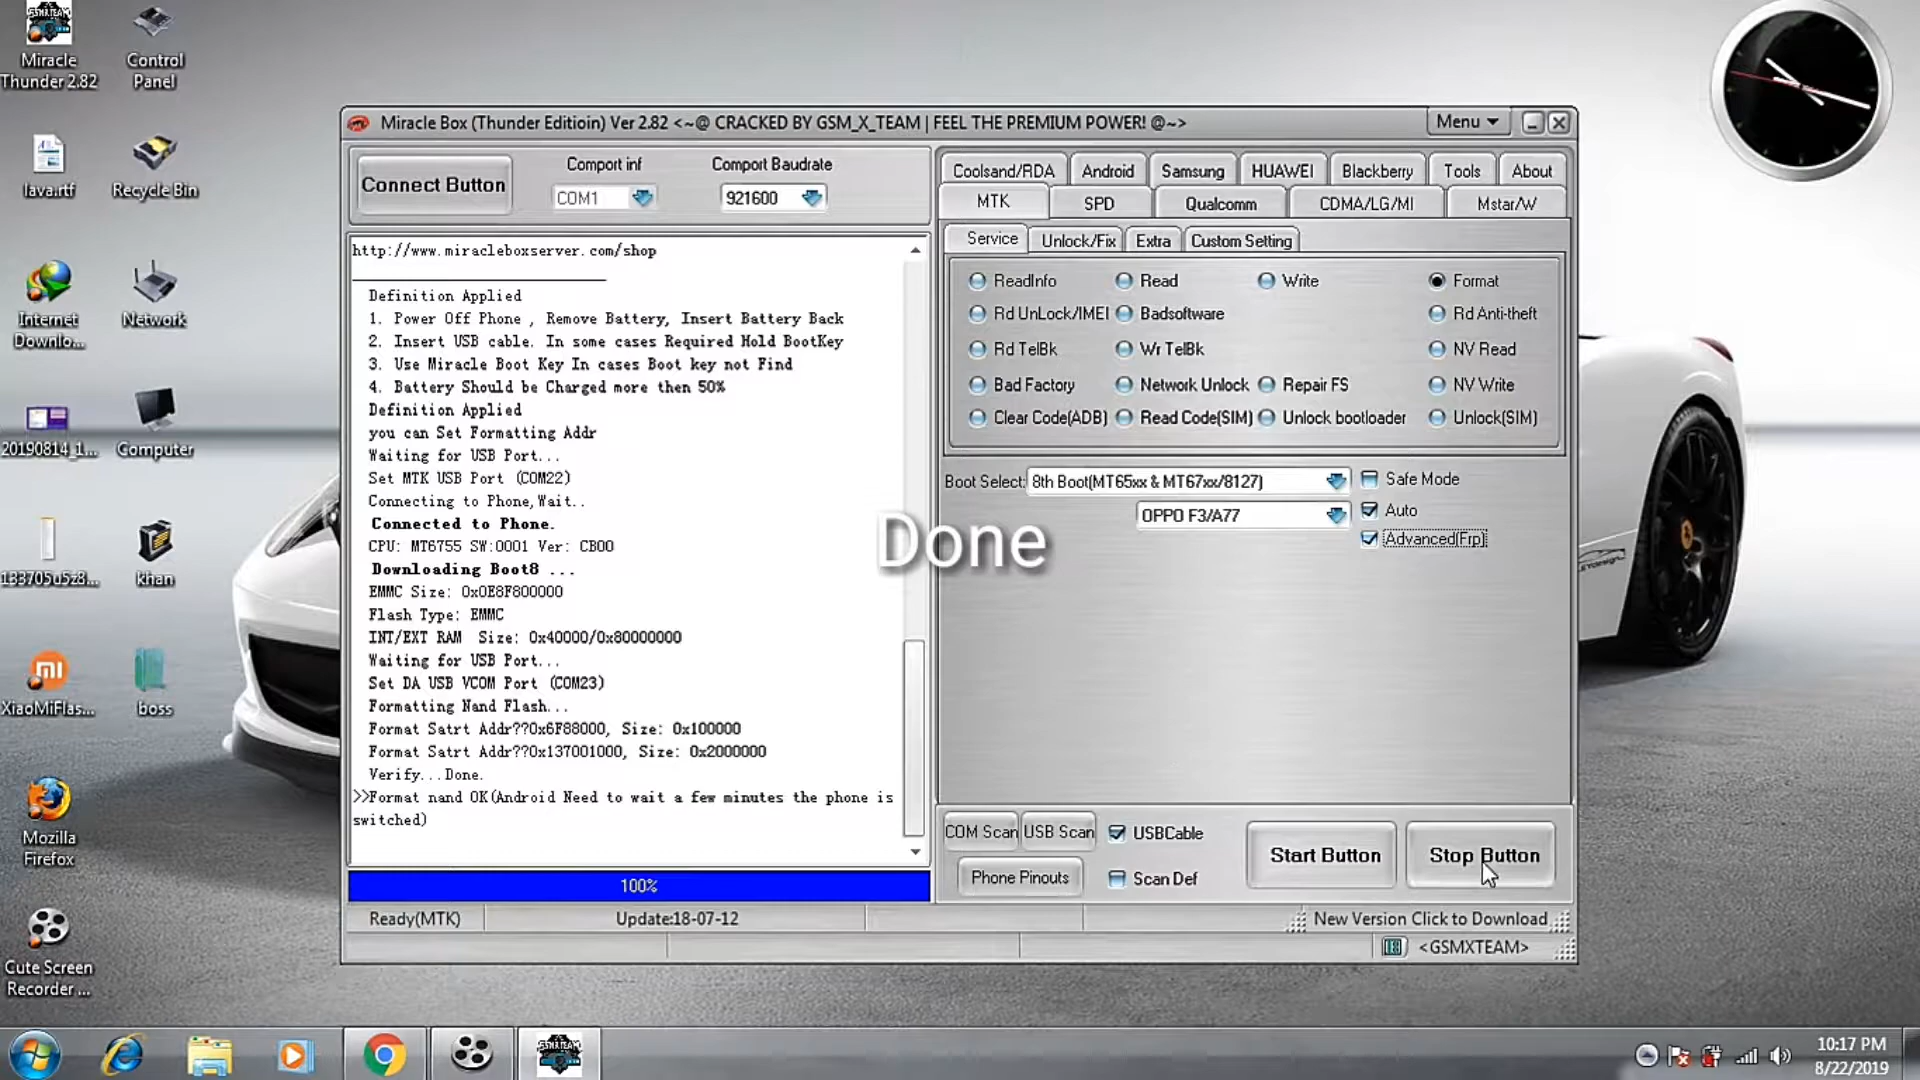 Miracle
Thunder 2.82
Control
Panel
lava.rtf
Recycle Bin
Internet
Downlo...
Network
20190814_1...
Computer
133705u5z8...
khan
XiaoMiFlas...
boss
Mozilla
Firefox
Cute Screen
Recorder ...
Miracle Box (Thunder Editioin) Ver 2.82 <~@ CRACKED BY GSM_X_TEAM | FEEL THE PREMIUM POWER! @~>
Menu
Connect Button
Comport inf
COM1
Comport Baudrate
921600
http://www.miracleboxserver.com/shop
Definition Applied
1. Power Off Phone , Remove Battery, Insert Battery Back
2. Insert USB cable. In some cases Required Hold BootKey
3. Use Miracle Boot Key In cases Boot key not Find
4. Battery Should be Charged more then 50%
Definition Applied
you can Set Formatting Addr
Waiting for USB Port...
Set MTK USB Port (COM22)
Connecting to Phone,Wait..
Connected to Phone.
CPU: MT6755 SW:0001 Ver: CB00
Downloading Boot8 ...
EMMC Size: 0x0E8F800000
Flash Type: EMMC
INT/EXT RAM  Size: 0x40000/0x80000000
Waiting for USB Port...
Set DA USB VCOM Port (COM23)
Formatting Nand Flash...
Format Satrt Addr??0x6F88000, Size: 0x100000
Format Satrt Addr??0x137001000, Size: 0x2000000
Verify...Done.
>>Format nand OK(Android Need to wait a few minutes the phone is
switched)
100%
Ready(MTK)
Update:18-07-12
Coolsand/RDA Android Samsung HUAWEI Blackberry Tools About
MTK SPD Qualcomm CDMA/LG/MI Mstar/W
Service Unlock/Fix Extra Custom Setting
ReadInfo Read Write Format
Rd UnLock/IMEI Badsoftware Rd Anti-theft
Rd TelBk Wr TelBk NV Read
Bad Factory Network Unlock Repair FS NV Write
Clear Code(ADB) Read Code(SIM) Unlock bootloader Unlock(SIM)
Boot Select: 8th Boot(MT65xx & MT67xx/8127) Safe Mode
OPPO F3/A77 Auto
Advanced(Frp)
Done
COM Scan USB Scan USBCable
Phone Pinouts Scan Def
Start Button Stop Button
New Version Click to Download
<GSMXTEAM>
10:17 PM
8/22/2019